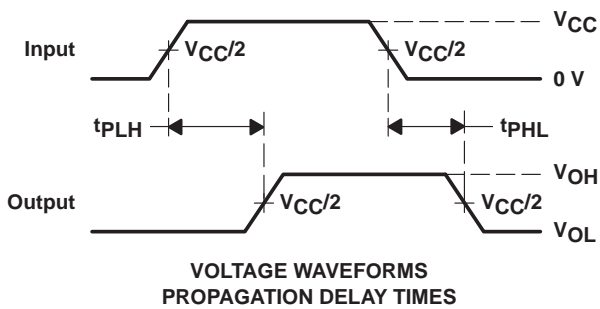 VCC
Input
VCC/2
VCC/2
0 V
tPLH
tPHL
VOH
Output
VCC/2
VCC/2
VOL
VOLTAGE WAVEFORMS
PROPAGATION DELAY TIMES